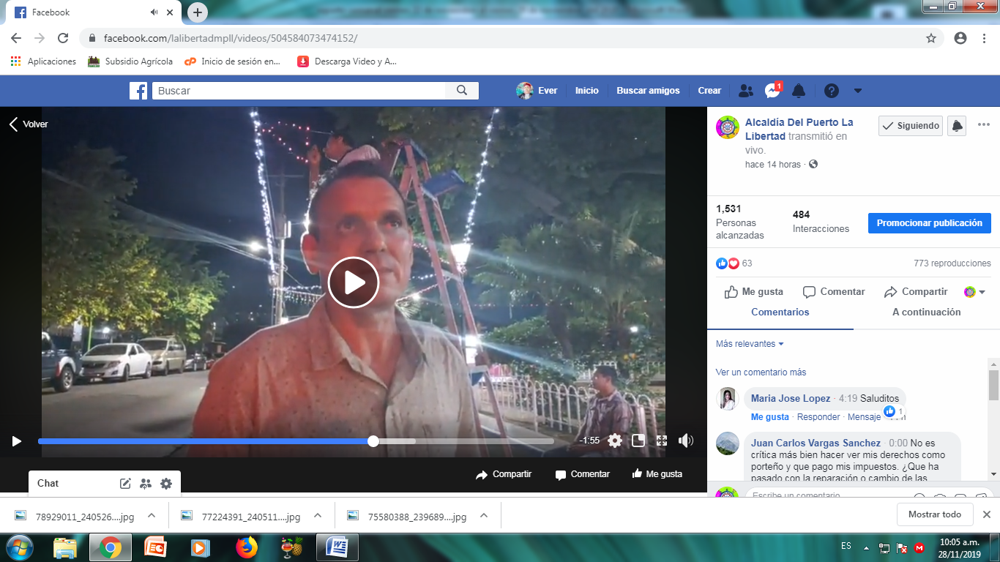 Facebook
facebook.com/lalibertadmpll/videos/504584073474152/
Aplicaciones
Subsidio Agrícola
Inicio de sesión en...
Descarga Video y A...
Buscar
Ever
Inicio
Buscar amigos
Crear
1
Volver
Alcaldía Del Puerto La
Libertad transmitió en
vivo.
hace 14 horas ·
Siguiendo
1,531
Personas
alcanzadas
484
Interacciones
Promocionar publicación
63
773 reproducciones
Me gusta
Comentar
Compartir
Comentarios
A continuación
Más relevantes
Ver un comentario más
Maria Jose Lopez · 4:19 Saluditos
1
Me gusta · Responder · Mensaje
Juan Carlos Vargas Sanchez · 0:00 No es
crítica más bien hacer ver mis derechos como
porteño y que pago mis impuestos. ¿Que ha
pasado con la reparación o cambio de las
Escribe un comentario
-1:55
Compartir
Comentar
Me gusta
Chat
78929011_240526....jpg
77224391_240511....jpg
75580388_239689....jpg
Mostrar todo
ES
10:05 a.m.
28/11/2019